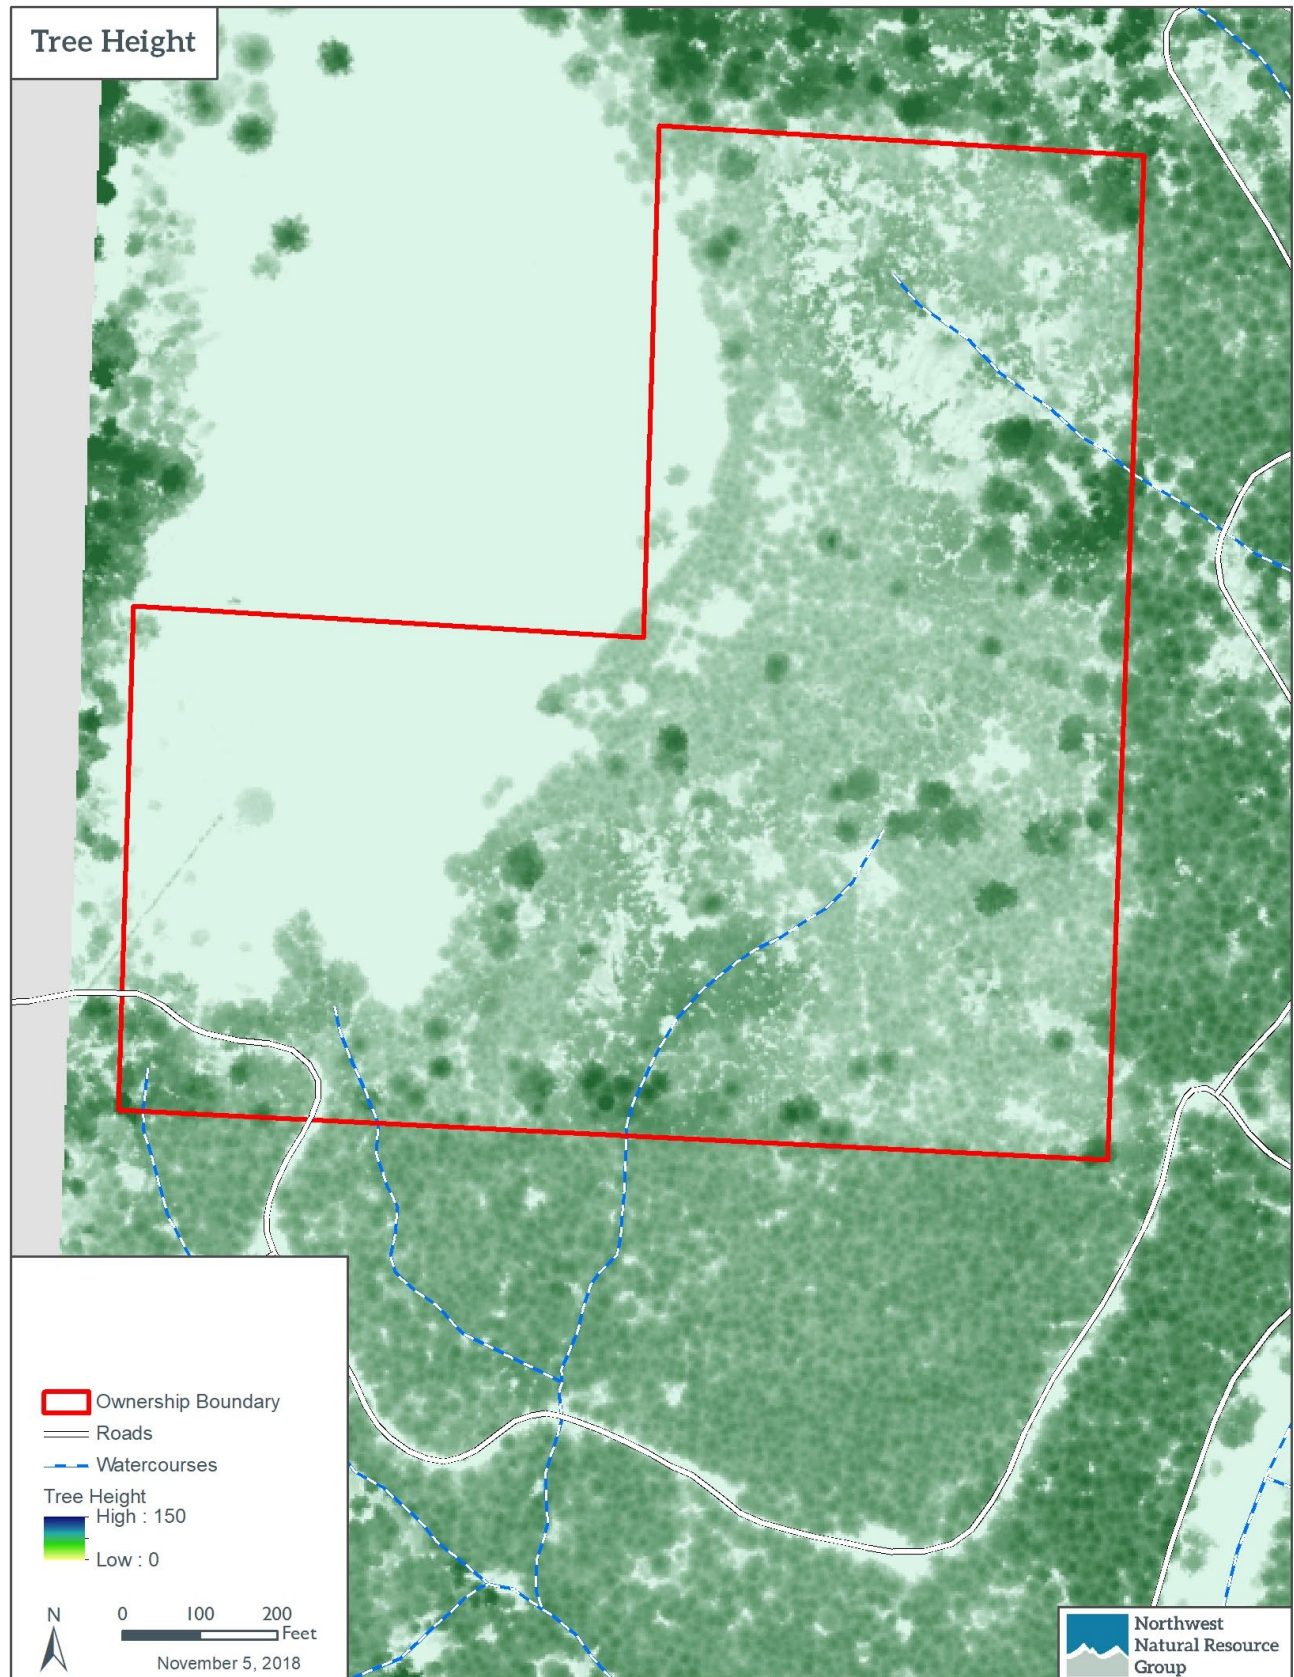 Tree Height
Ownership Boundary
Roads
Watercourses
Tree Height
High : 150
Low : 0
N
0 100 200
Feet
November 5, 2018
Northwest
Natural Resource
Group